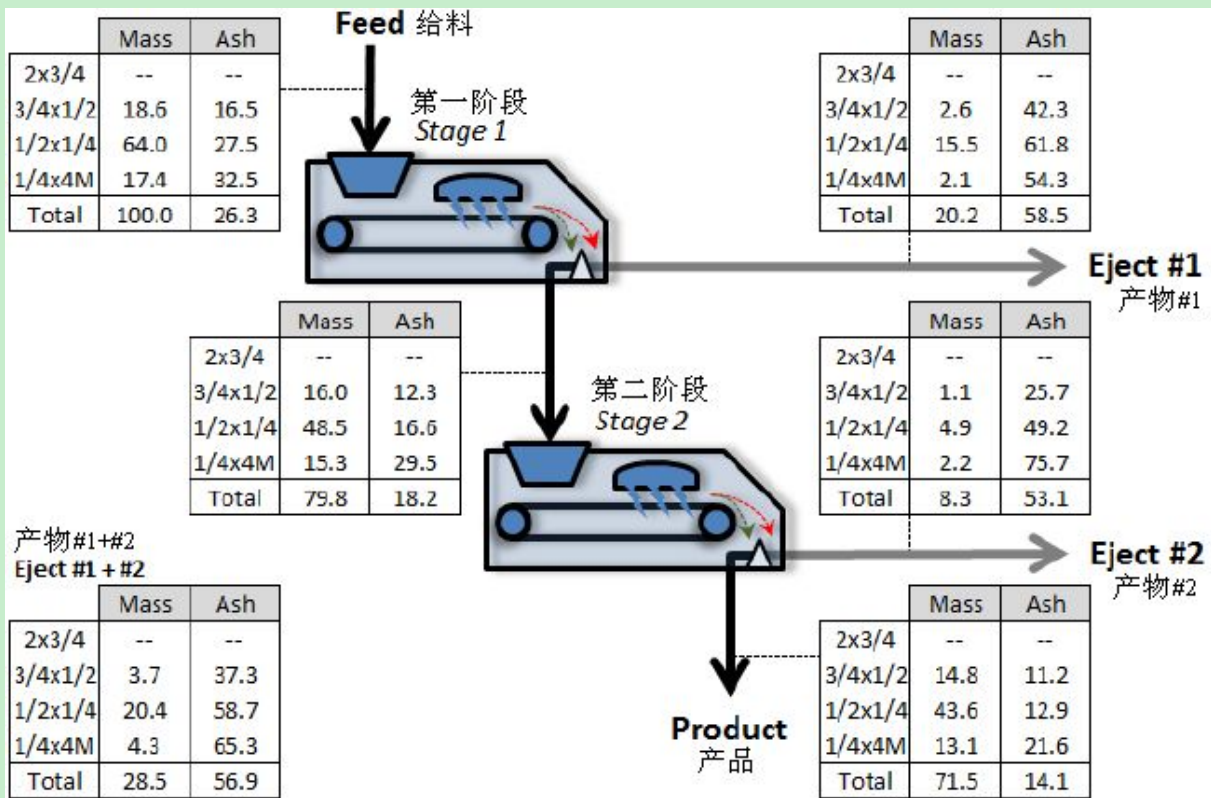 Feed 给料
Mass Ash
2x3/4 -- --
3/4x1/2 18.6 16.5
1/2x1/4 64.0 27.5
1/4x4M 17.4 32.5
Total 100.0 26.3
第一阶段
Stage 1
Mass Ash
2x3/4 -- --
3/4x1/2 2.6 42.3
1/2x1/4 15.5 61.8
1/4x4M 2.1 54.3
Total 20.2 58.5
Eject #1
产物#1
Mass Ash
2x3/4 -- --
3/4x1/2 16.0 12.3
1/2x1/4 48.5 16.6
1/4x4M 15.3 29.5
Total 79.8 18.2
第二阶段
Stage 2
Mass Ash
2x3/4 -- --
3/4x1/2 1.1 25.7
1/2x1/4 4.9 49.2
1/4x4M 2.2 75.7
Total 8.3 53.1
Eject #2
产物#2
产物#1+#2
Eject #1 + #2
Mass Ash
2x3/4 -- --
3/4x1/2 3.7 37.3
1/2x1/4 20.4 58.7
1/4x4M 4.3 65.3
Total 28.5 56.9
Product
产品
Mass Ash
2x3/4 -- --
3/4x1/2 14.8 11.2
1/2x1/4 43.6 12.9
1/4x4M 13.1 21.6
Total 71.5 14.1